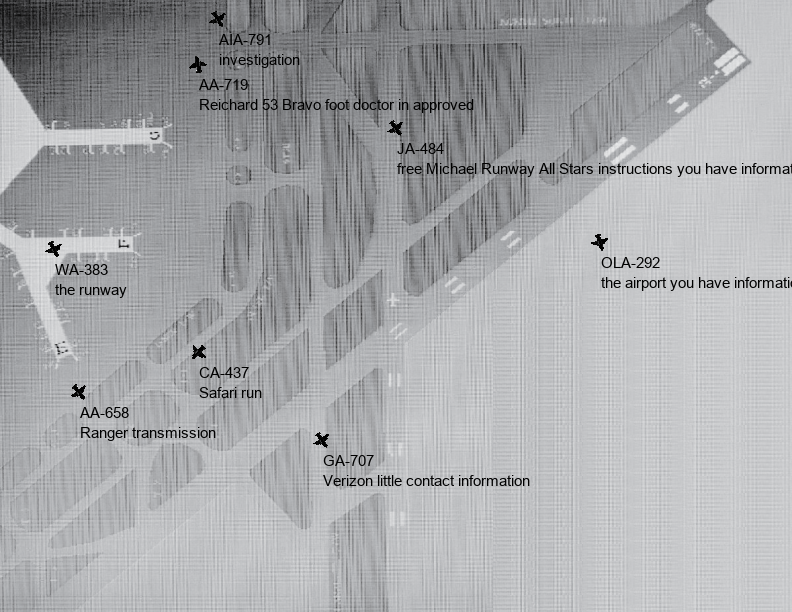 AIA-791
investigation
AA-719
Reichard 53 Bravo foot doctor in approved
JA-484
free Michael Runway All Stars instructions you have informat
WA-383
the runway
OLA-292
the airport you have informatio
CA-437
Safari run
AA-658
Ranger transmission
GA-707
Verizon little contact information